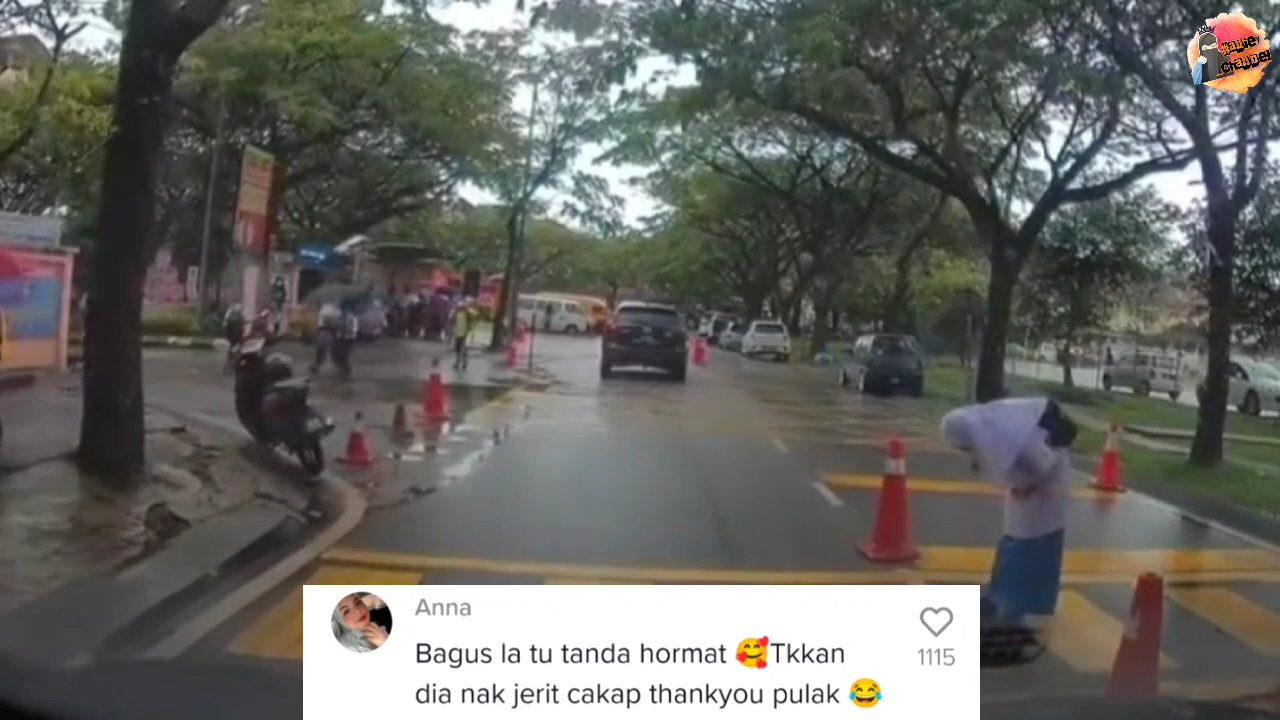 Anna
Bagus la tu tanda hormat 🥰Tkkan
dia nak jerit cakap thankyou pulak 😂
1115